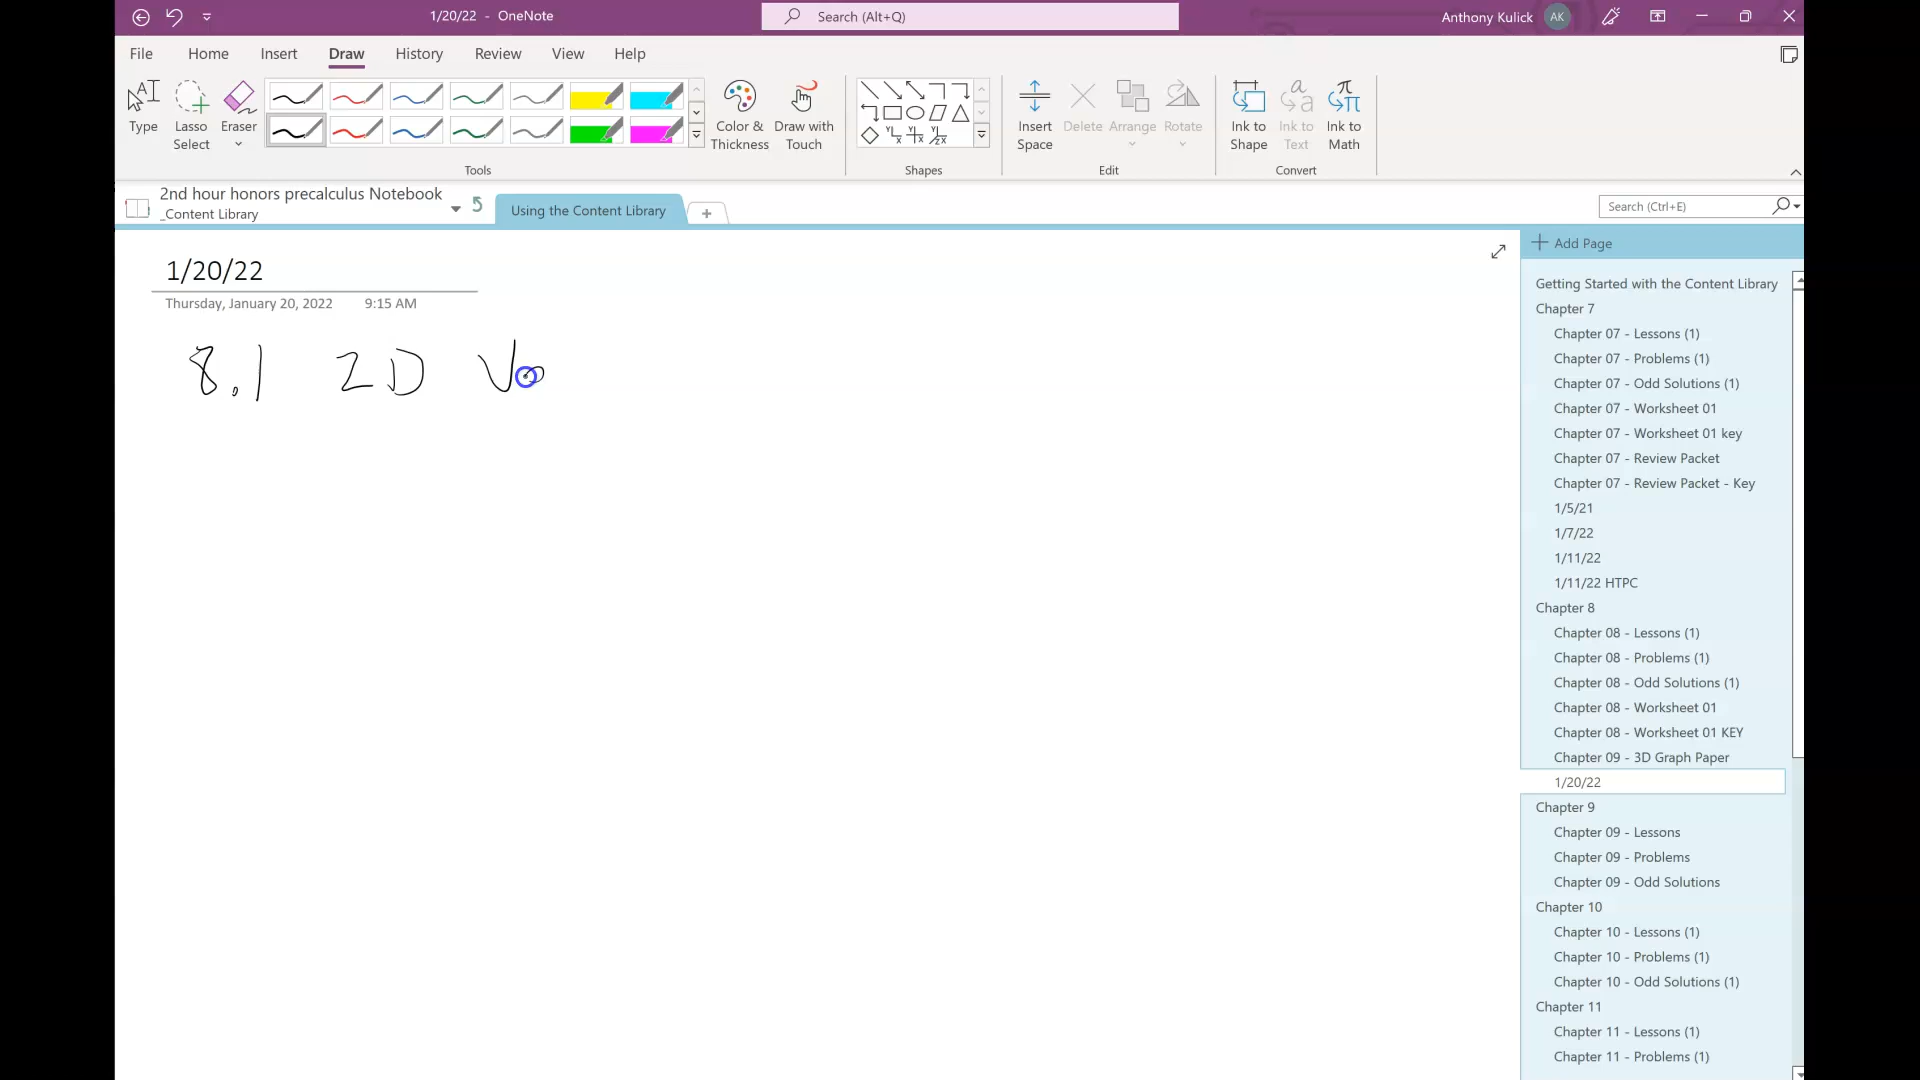 1/20/22 - OneNote
Search (Alt+Q)
Anthony Kulick AK
File Home Insert Draw History Review View Help
Type
Lasso Select
Eraser
Color & Thickness
Draw with Touch
Insert Space
Delete
Arrange
Rotate
Ink to Shape
Ink to Text
Ink to Math
Tools Shapes Edit Convert
2nd hour honors precalculus Notebook
_Content Library
Using the Content Library
Search (Ctrl+E)
1/20/22
Thursday, January 20, 2022 9:15 AM
8.1 2D
Add Page
Getting Started with the Content Library
Chapter 7
Chapter 07 - Lessons (1)
Chapter 07 - Problems (1)
Chapter 07 - Odd Solutions (1)
Chapter 07 - Worksheet 01
Chapter 07 - Worksheet 01 key
Chapter 07 - Review Packet
Chapter 07 - Review Packet - Key
1/5/21
1/7/22
1/11/22
1/11/22 HTPC
Chapter 8
Chapter 08 - Lessons (1)
Chapter 08 - Problems (1)
Chapter 08 - Odd Solutions (1)
Chapter 08 - Worksheet 01
Chapter 08 - Worksheet 01 KEY
Chapter 09 - 3D Graph Paper
1/20/22
Chapter 9
Chapter 09 - Lessons
Chapter 09 - Problems
Chapter 09 - Odd Solutions
Chapter 10
Chapter 10 - Lessons (1)
Chapter 10 - Problems (1)
Chapter 10 - Odd Solutions (1)
Chapter 11
Chapter 11 - Lessons (1)
Chapter 11 - Problems (1)